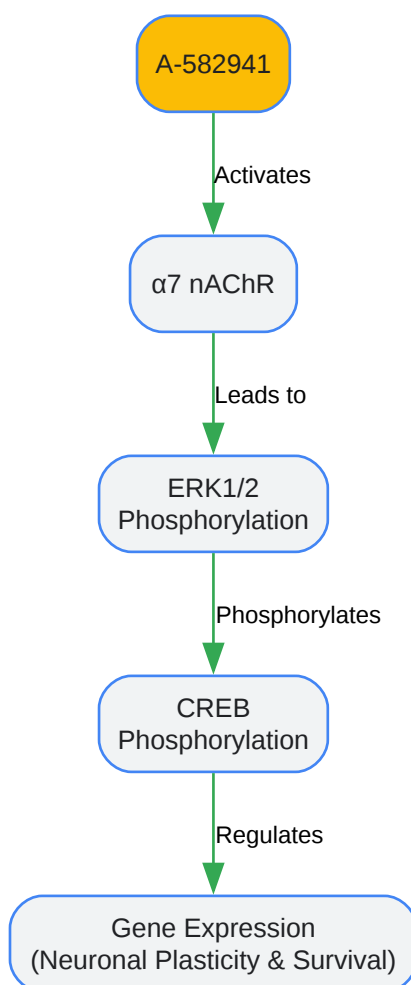 A-582941
Activates
α7 nAChR
Leads to
ERK1/2
Phosphorylation
Phosphorylates
CREB
Phosphorylation
Regulates
Gene Expression
(Neuronal Plasticity & Survival)